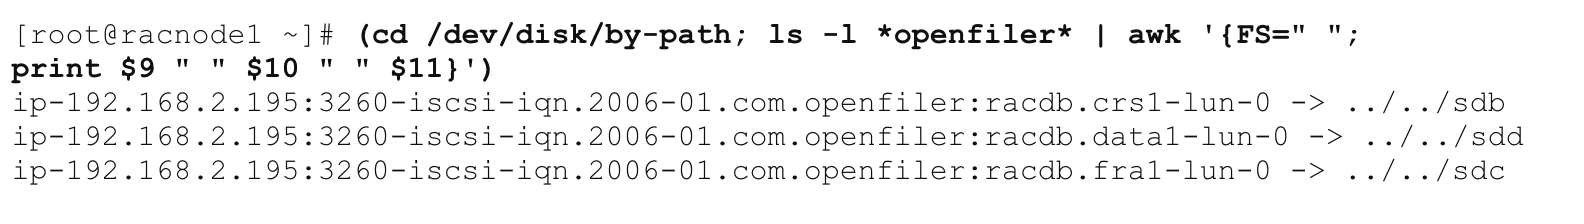 [root@racnode1 ~]# (cd /dev/disk/by-path; ls -l *openfiler* | awk '{FS=" ";
print $9 " " $10 " " $11}')
ip-192.168.2.195:3260-iscsi-iqn.2006-01.com.openfiler:racdb.crs1-lun-0 -> ../../sdb
ip-192.168.2.195:3260-iscsi-iqn.2006-01.com.openfiler:racdb.data1-lun-0 -> ../../sdd
ip-192.168.2.195:3260-iscsi-iqn.2006-01.com.openfiler:racdb.fra1-lun-0 -> ../../sdc